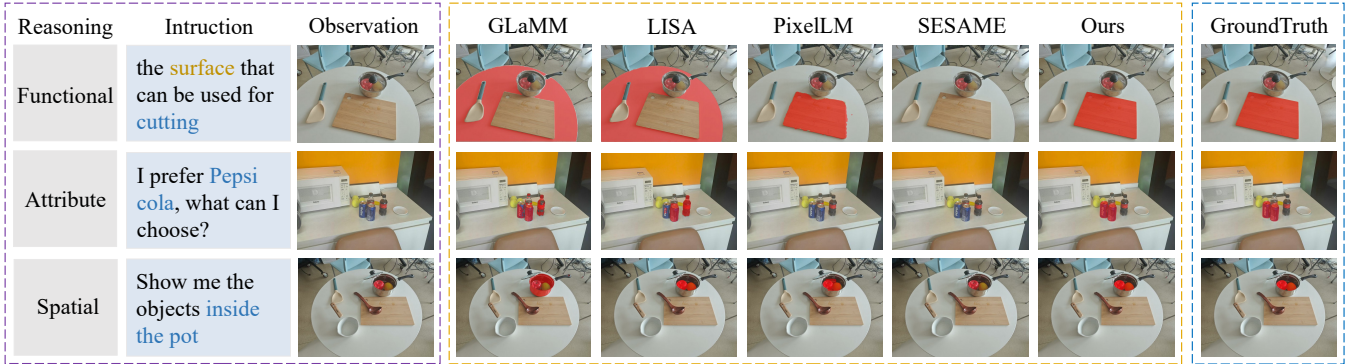 Reasoning Intruction Observation GLaMM LISA PixelLM SESAME Ours GroundTruth
Functional
the surface that
can be used for
cutting
Attribute
I prefer Pepsi
cola, what can I
choose?
Spatial
Show me the
objects inside
the pot